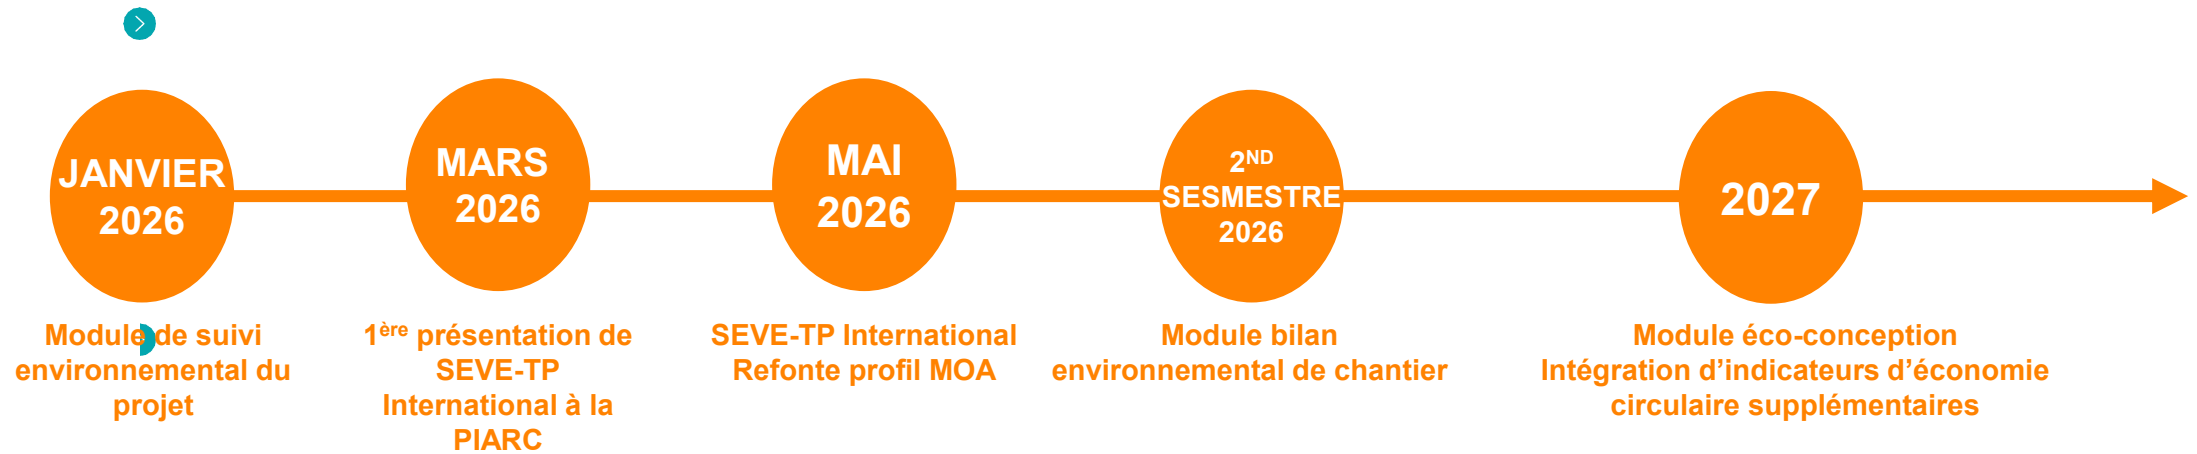 JANVIER
2026
MARS
2026
MAI
2026
2ND
SESMESTRE
2026
2027
Module de suivi
environnemental du
projet
1ère présentation de
SEVE-TP
International à la
PIARC
SEVE-TP International
Refonte profil MOA
Module bilan
environnemental de chantier
Module éco-conception
Intégration d’indicateurs d’économie
circulaire supplémentaires